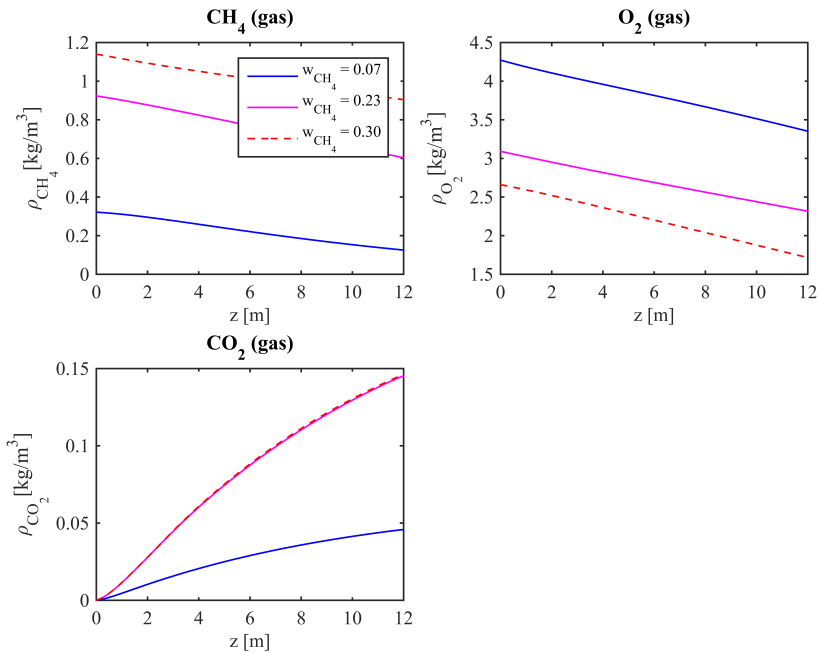 CH4 (gas)
1.2
1
0.8
0.6
0.4
0.2
0
ρCH4 [kg/m3]
wCH4 = 0.07
wCH4 = 0.23
wCH4 = 0.30
0 2 4 6 8 10 12
z [m]
O2 (gas)
4.5
4
3.5
3
2.5
2
1.5
ρO2 [kg/m3]
0 2 4 6 8 10 12
z [m]
CO2 (gas)
0.15
0.1
0.05
0
ρCO2 [kg/m3]
0 2 4 6 8 10 12
z [m]